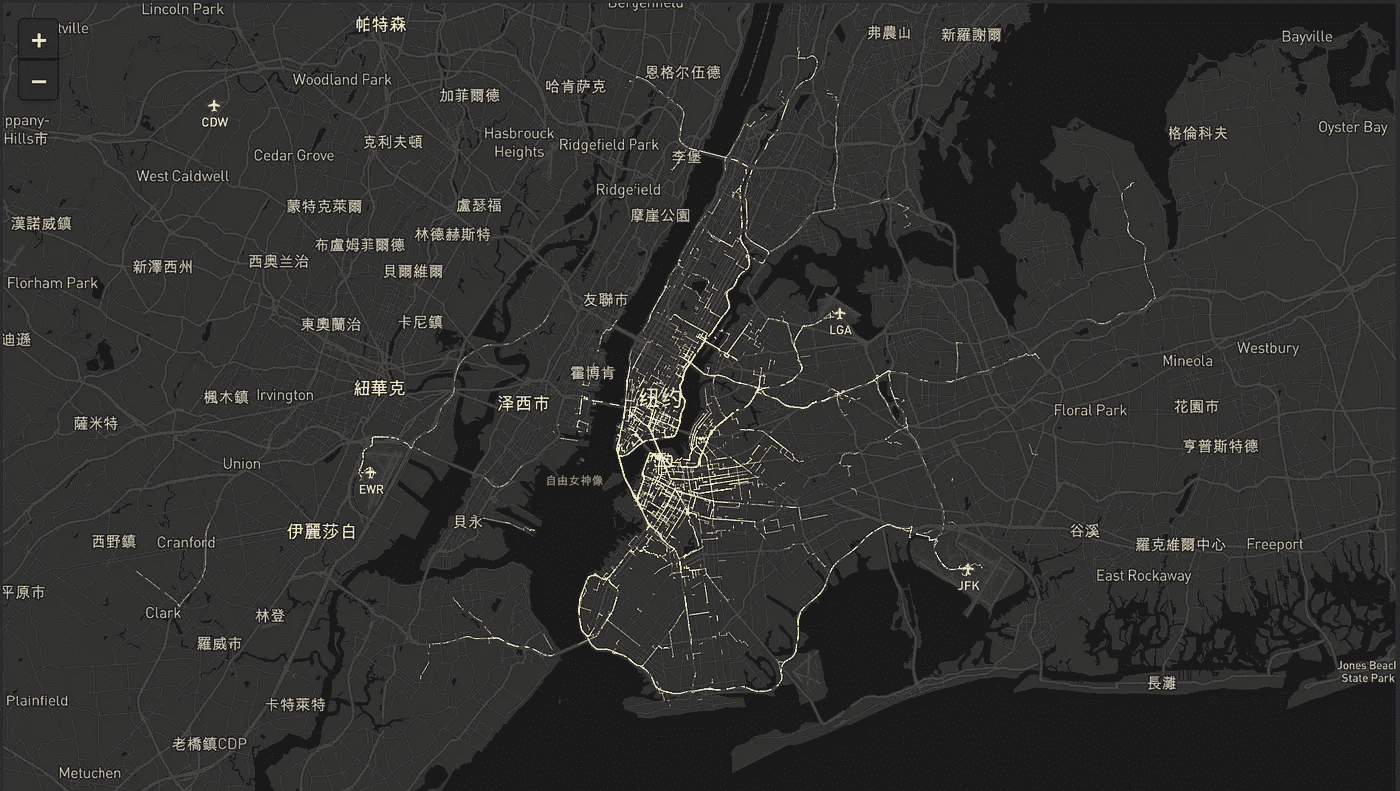 Lincoln Park
Bergenfield
tville
+
帕特森
弗農山
新羅謝爾
Bayville
−
Woodland Park
恩格尔伍德
哈肯萨克
加菲爾德
CDW
ppany-
Hills市
克利夫頓
Hasbrouck
Heights
Ridgefield Park
格倫科夫
Oyster Bay
Cedar Grove
李堡
West Caldwell
Ridgefield
蒙特克萊爾
盧瑟福
摩崖公園
漢諾威鎮
布盧姆菲爾德
林德赫斯特
新澤西州
西奧兰治
貝爾維爾
Florham Park
友聯市
東奧蘭治
卡尼鎮
LGA
迪遜
Mineola
Westbury
霍博肯
紐華克
楓木鎮
Irvington
泽西市
纽约
Floral Park
花園市
薩米特
亨普斯特德
Union
EWR
自由女神像
伊麗莎白
貝永
谷溪
西野鎮
Cranford
羅克維爾中心
Freeport
JFK
East Rockaway
平原市
Clark
林登
羅威市
Jones Beacl
State Park
長灘
Plainfield
卡特萊特
老橋鎮CDP
Metuchen